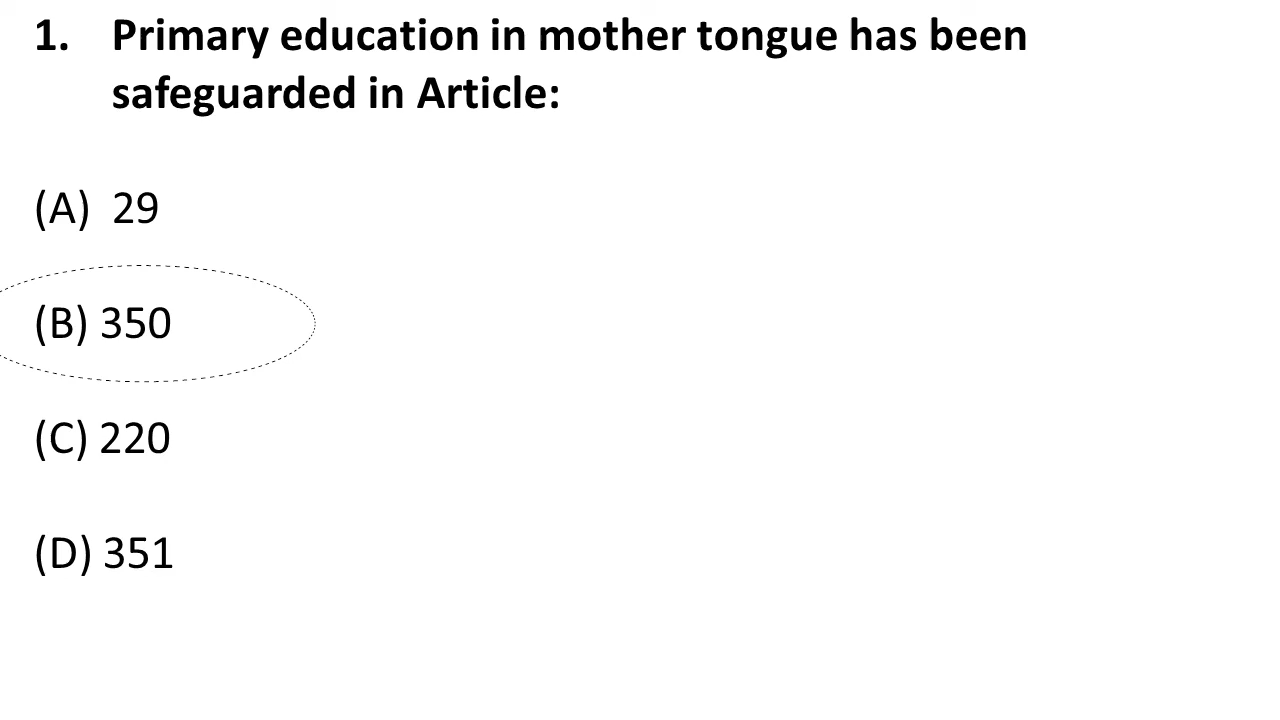 1. Primary education in mother tongue has been
safeguarded in Article:
(A) 29
(B) 350
(C) 220
(D) 351